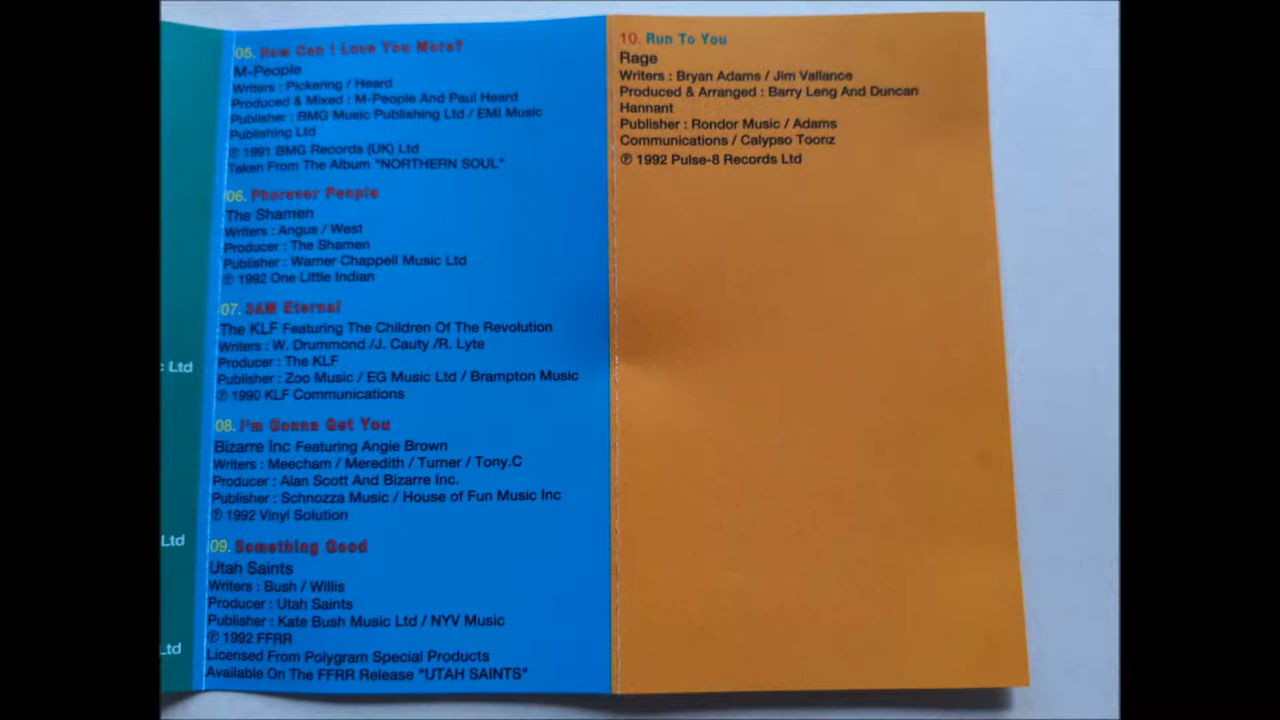 Ltd
Ltd
Ltd
05. How Can I Love You More?
M-People
Writers : Pickering / Heard
Produced & Mixed : M-People And Paul Heard
Publisher : BMG Music Publishing Ltd / EMI Music
Publishing Ltd
℗ 1991 BMG Records (UK) Ltd
Taken From The Album "NORTHERN SOUL"
06. Phorever People
The Shamen
Writers : Angus / West
Producer : The Shamen
Publisher : Warner Chappell Music Ltd
℗ 1992 One Little Indian
07. 3AM Eternal
The KLF Featuring The Children Of The Revolution
Writers : W. Drummond /J. Cauty /R. Lyte
Producer : The KLF
Publisher : Zoo Music / EG Music Ltd / Brampton Music
℗ 1990 KLF Communications
08. I'm Gonna Get You
Bizarre Inc Featuring Angie Brown
Writers : Meecham / Meredith / Turner / Tony.C
Producer : Alan Scott And Bizarre Inc.
Publisher : Schnozza Music / House of Fun Music Inc
℗ 1992 Vinyl Solution
09. Something Good
Utah Saints
Writers : Bush / Willis
Producer : Utah Saints
Publisher : Kate Bush Music Ltd / NYV Music
℗ 1992 FFRR
Licensed From Polygram Special Products
Available On The FFRR Release "UTAH SAINTS"
10. Run To You
Rage
Writers : Bryan Adams / Jim Vallance
Produced & Arranged : Barry Leng And Duncan
Hannant
Publisher : Rondor Music / Adams
Communications / Calypso Toonz
℗ 1992 Pulse-8 Records Ltd